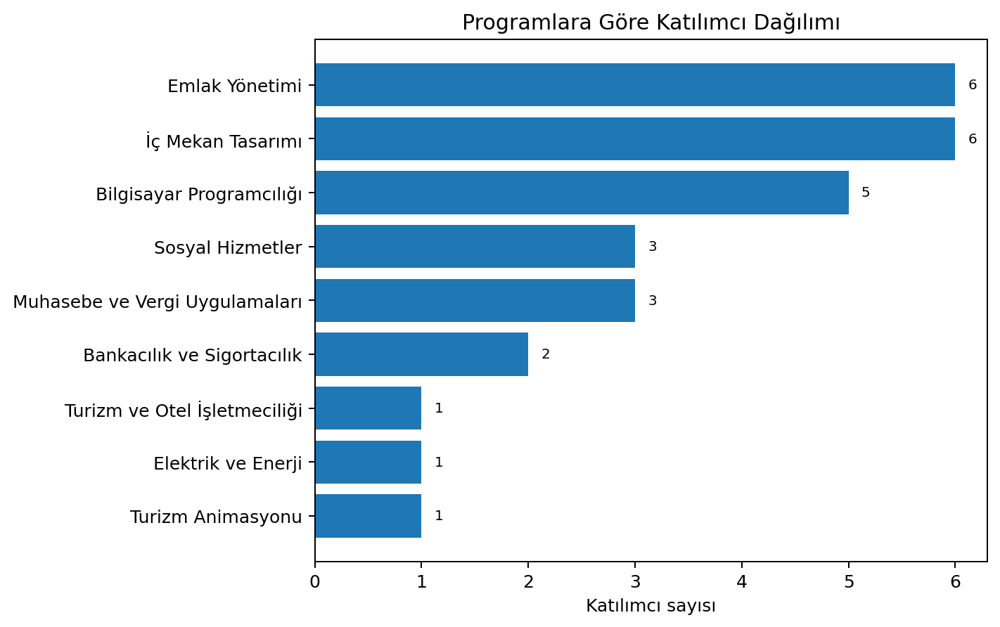 Programlara Göre Katılımcı Dağılımı
Emlak Yönetimi 6
İç Mekan Tasarımı 6
Bilgisayar Programcılığı 5
Sosyal Hizmetler 3
Muhasebe ve Vergi Uygulamaları 3
Bankacılık ve Sigortacılık 2
Turizm ve Otel İşletmeciliği 1
Elektrik ve Enerji 1
Turizm Animasyonu 1
0 1 2 3 4 5 6
Katılımcı sayısı